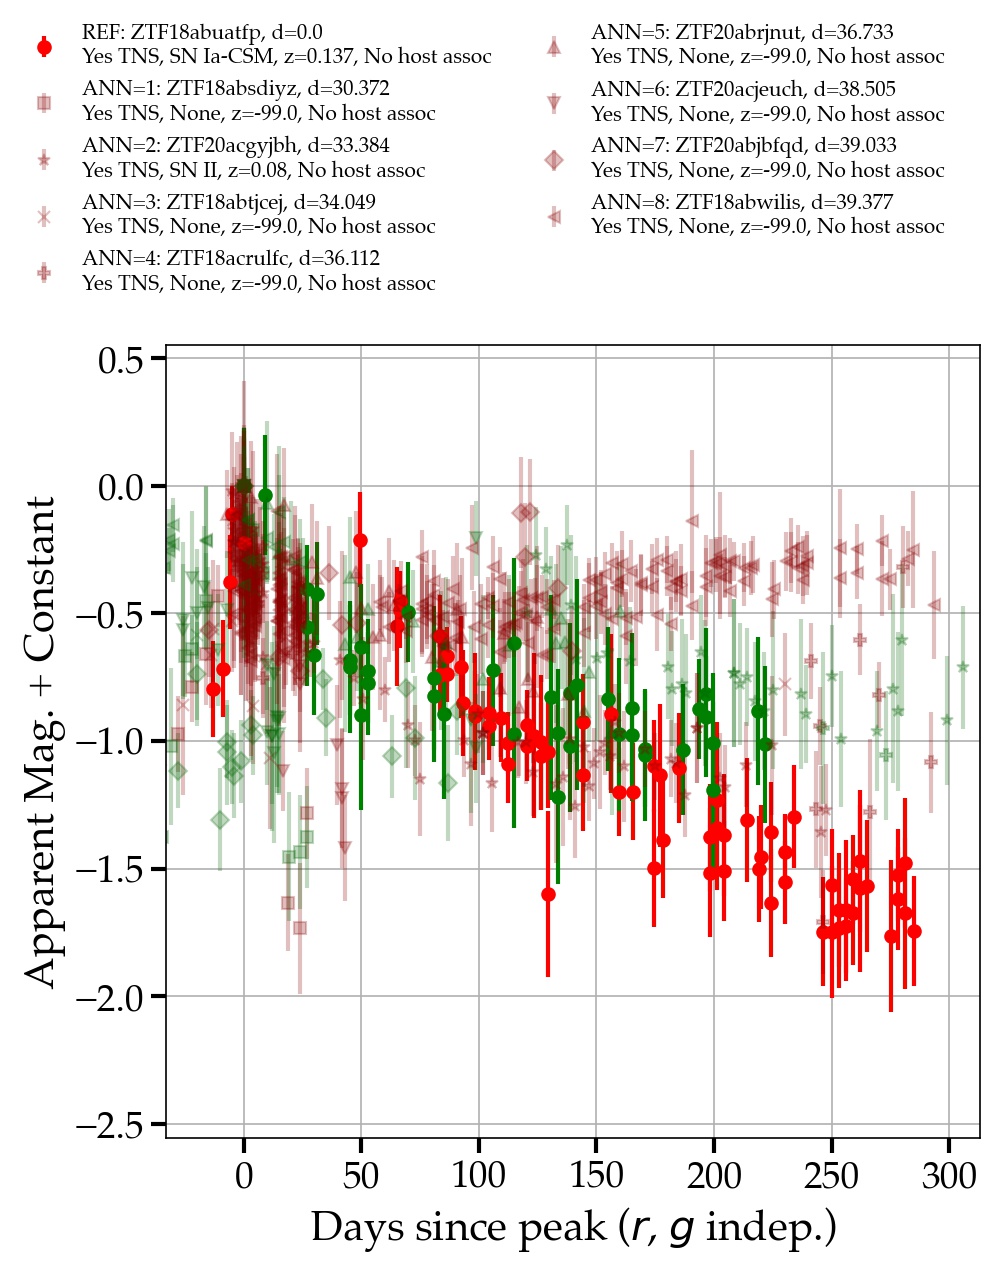 REF: ZTF18abuatfp, d=0.0
Yes TNS, SN Ia-CSM, z=0.137, No host assoc
ANN=1: ZTF18absdiyz, d=30.372
Yes TNS, None, z=-99.0, No host assoc
ANN=2: ZTF20acgyjbh, d=33.384
Yes TNS, SN II, z=0.08, No host assoc
ANN=3: ZTF18abtjcej, d=34.049
Yes TNS, None, z=-99.0, No host assoc
ANN=4: ZTF18acrulfc, d=36.112
Yes TNS, None, z=-99.0, No host assoc
ANN=5: ZTF20abrjnut, d=36.733
Yes TNS, None, z=-99.0, No host assoc
ANN=6: ZTF20acjeuch, d=38.505
Yes TNS, None, z=-99.0, No host assoc
ANN=7: ZTF20abjbfqd, d=39.033
Yes TNS, None, z=-99.0, No host assoc
ANN=8: ZTF18abwilis, d=39.377
Yes TNS, None, z=-99.0, No host assoc
Apparent Mag. + Constant
0.5
0.0
−0.5
−1.0
−1.5
−2.0
−2.5
0 50 100 150 200 250 300
Days since peak (r, g indep.)